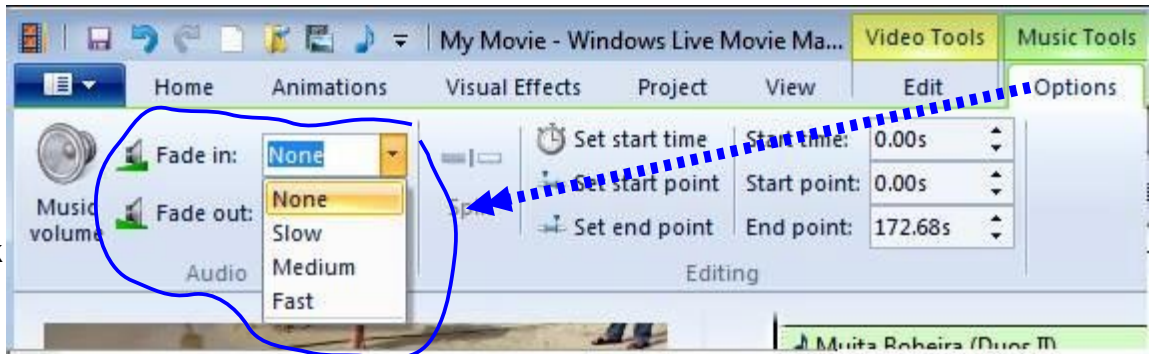 My Movie - Windows Live Movie Ma... Video Tools Music Tools
Home Animations Visual Effects Project View Edit Options
Fade in: None Set start time Start time: 0.00s
None Set start point Start point: 0.00s
Music volume Fade out: Split
Slow Set end point End point: 172.68s
Medium
Audio Editing
Fast
Muita Bobeira (Duos II)